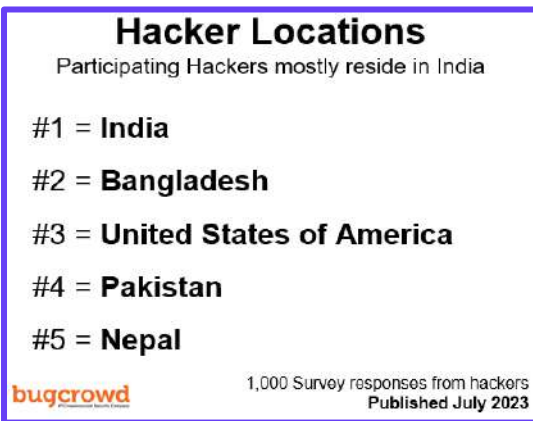 Hacker Locations
Participating Hackers mostly reside in India
#1 = India
#2 = Bangladesh
#3 = United States of America
#4 = Pakistan
#5 = Nepal
bugcrowd
1,000 Survey responses from hackers
Published July 2023